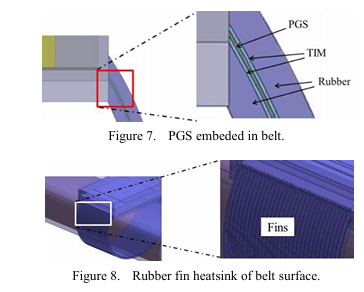 PGS
TIM
Rubber
Figure 7. PGS embeded in belt.
Fins
Figure 8. Rubber fin heatsink of belt surface.